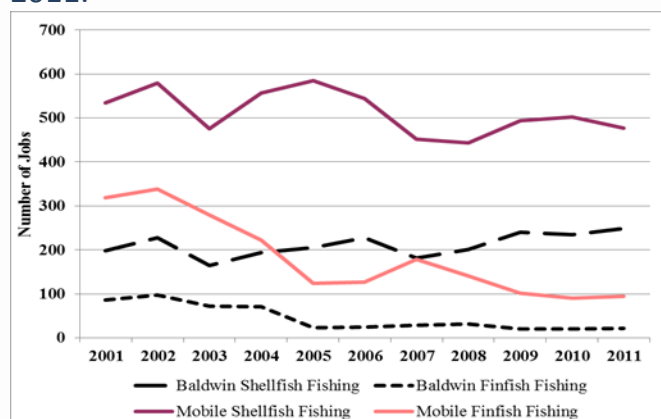 700
600
500
400
300
200
100
0
Number of Jobs
2001 2002 2003 2004 2005 2006 2007 2008 2009 2010 2011
Baldwin Shellfish Fishing Baldwin Finfish Fishing
Mobile Shellfish Fishing Mobile Finfish Fishing